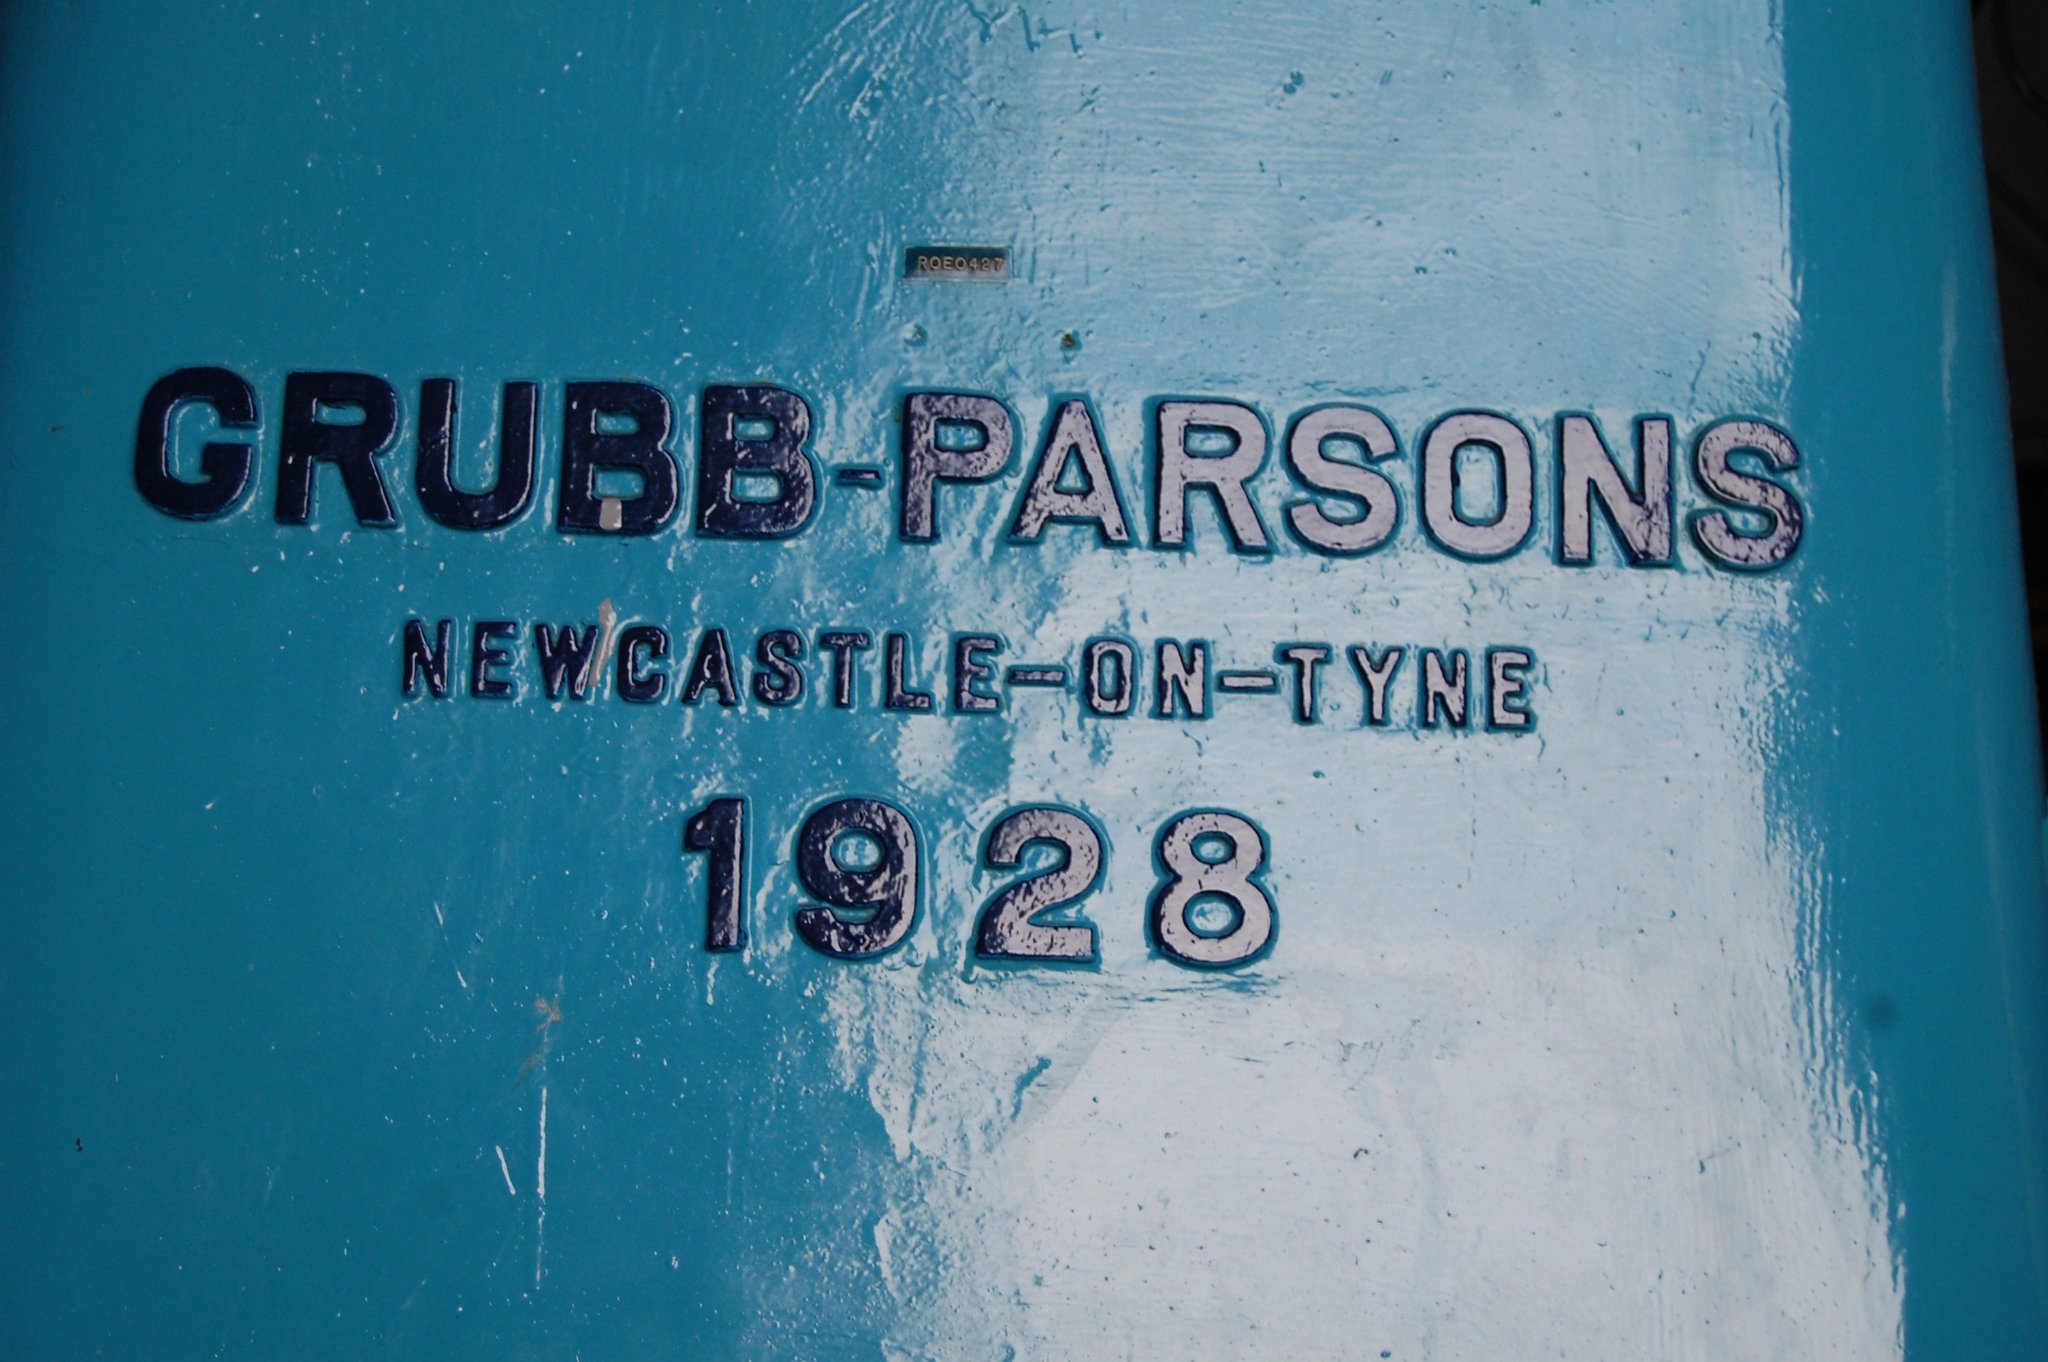 ROE0427
GRUBB-PARSONS
NEWCASTLE-ON-TYNE
1928